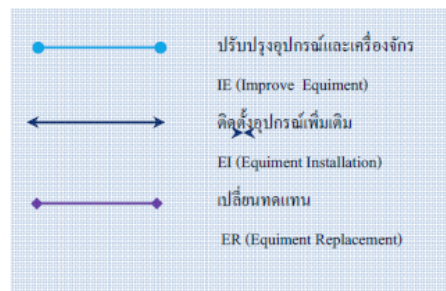 ปรับปรุงอุปกรณ์และเครื่องจักร
IE (Improve Equiment)
ติดตั้งอุปกรณ์เพิ่มเติม
EI (Equiment Installation)
เปลี่ยนทดแทน
ER (Equiment Replacement)